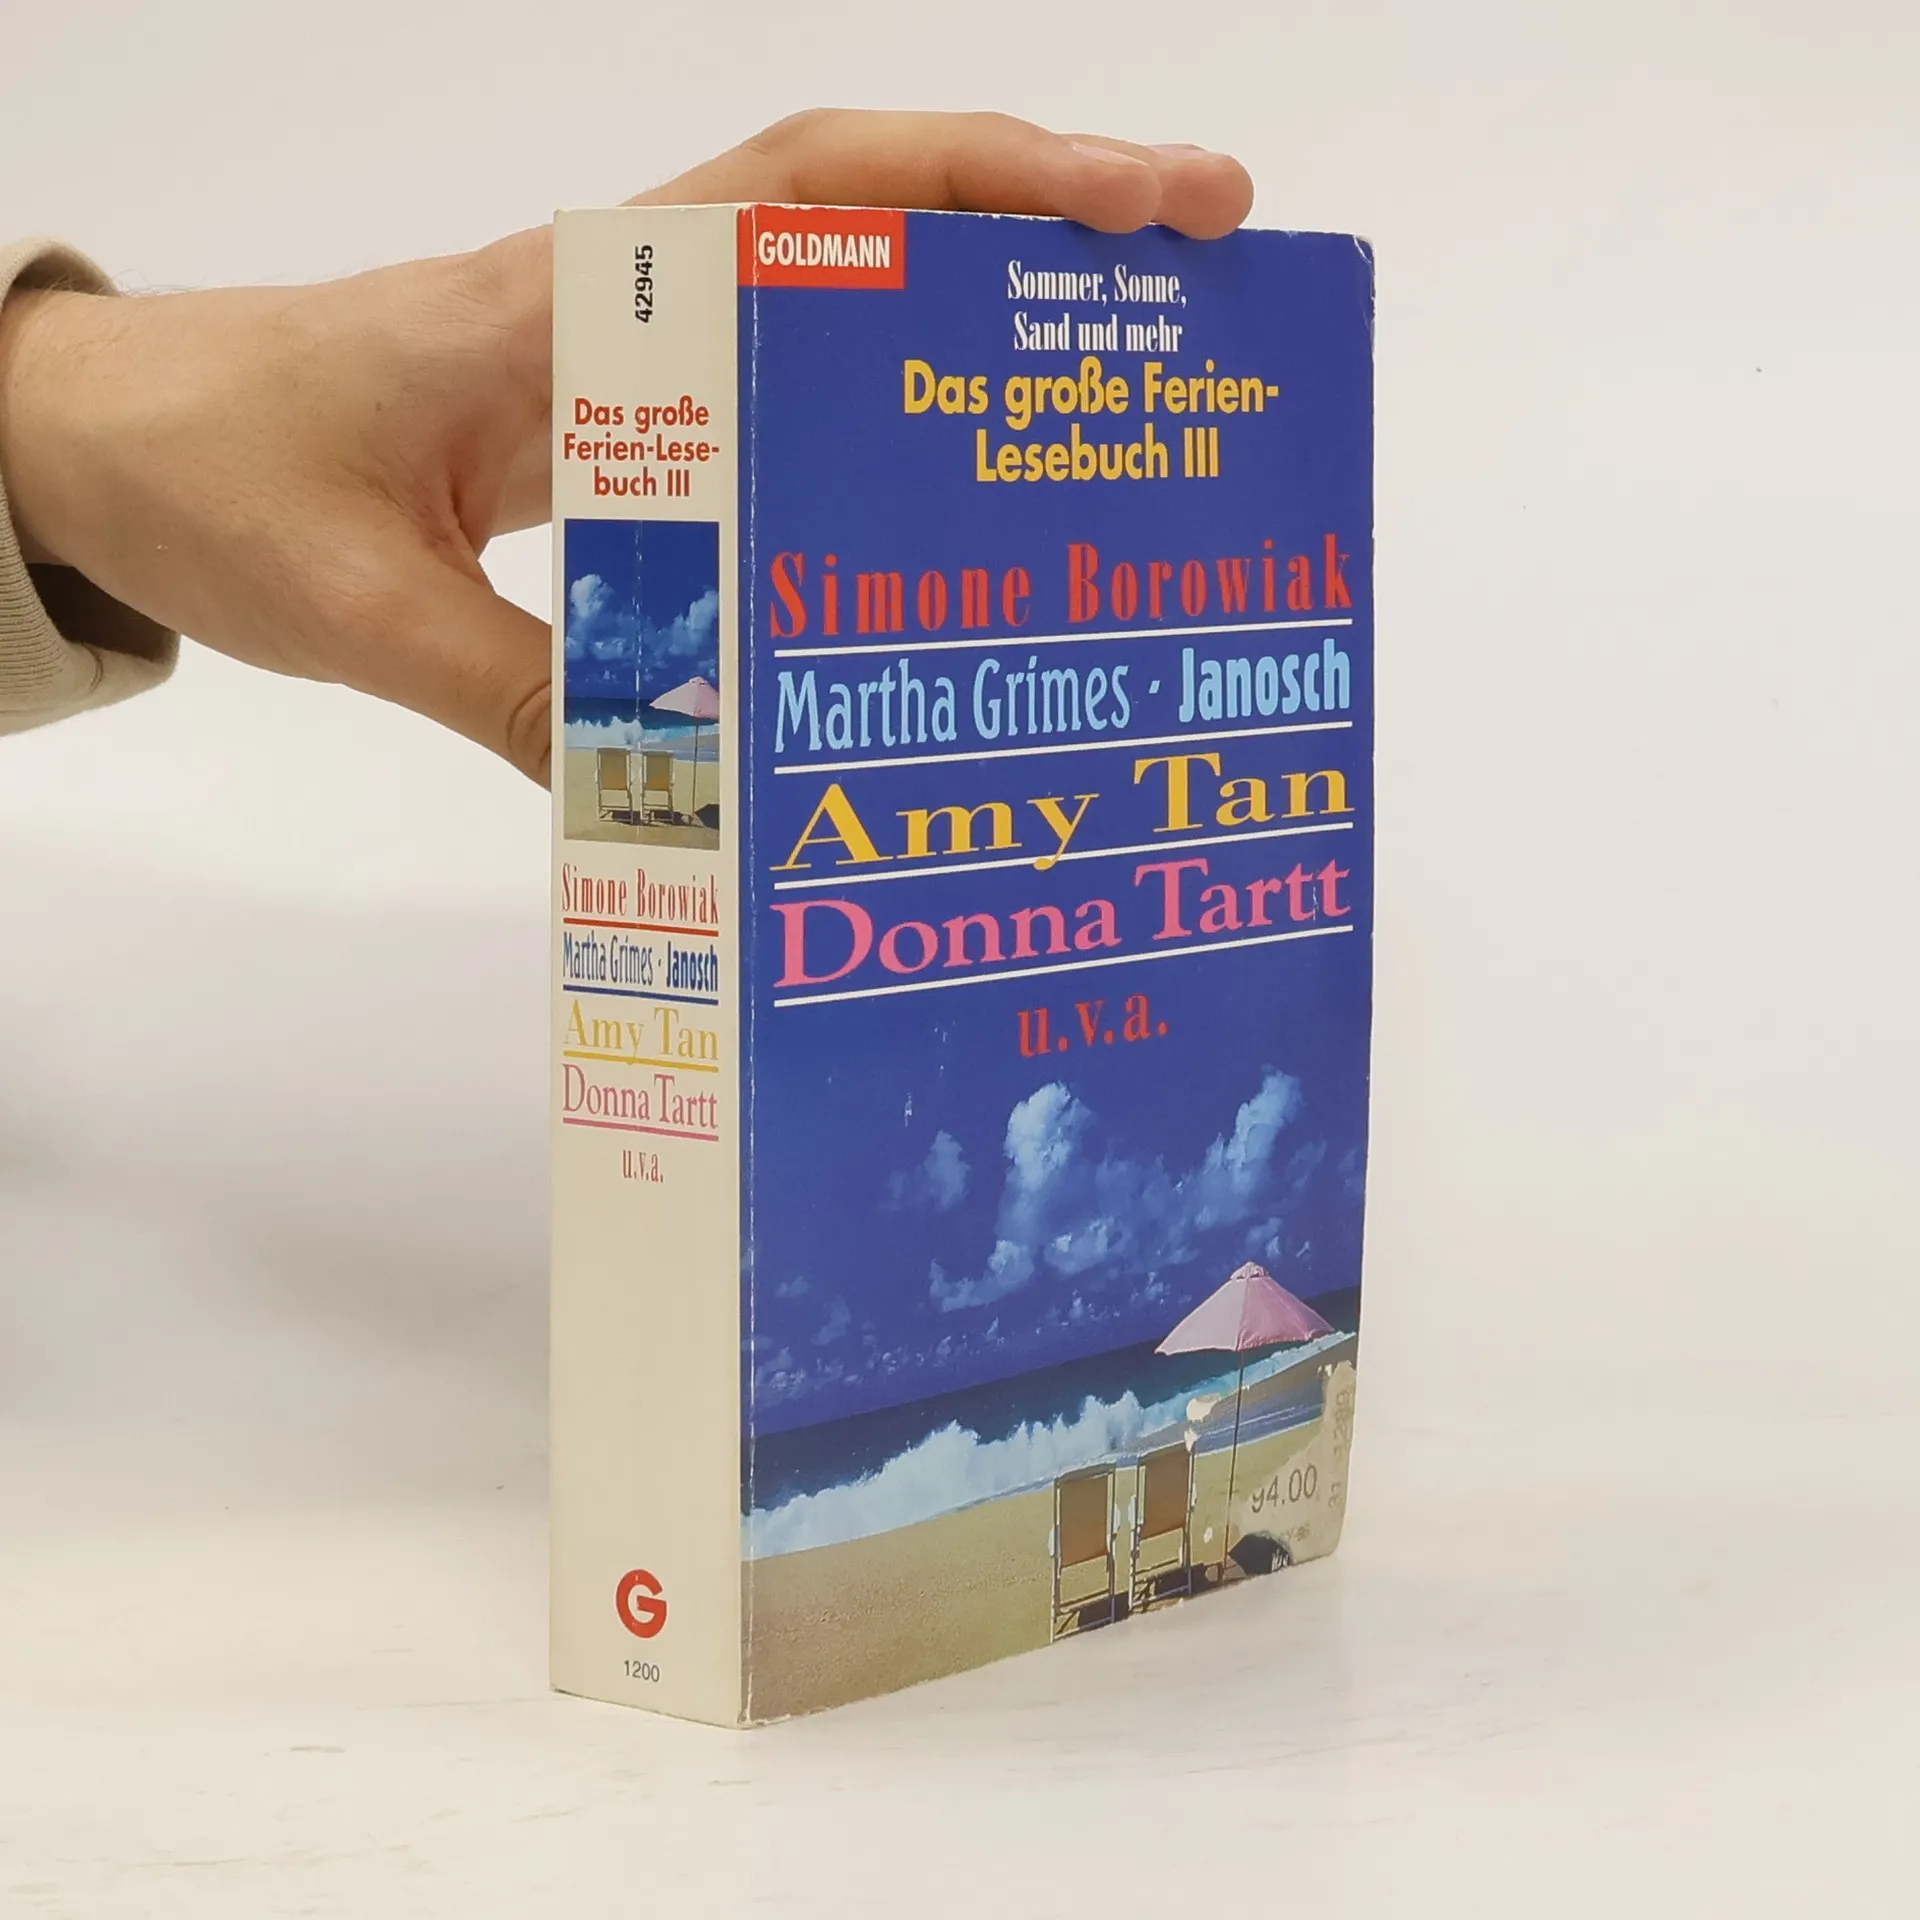 42945
Das große
Ferien-Lese-
buch III
Simone Borowiak
Martha Grimes · Janosch
Amy Tan
Donna Tartt
u.v.a.
G
1200
GOLDMANN
Sommer, Sonne,
Sand und mehr
Das große Ferien-
Lesebuch III
Simone Borowiak
Martha Grimes · Janosch
Amy Tan
Donna Tartt
u.v.a.
94.00